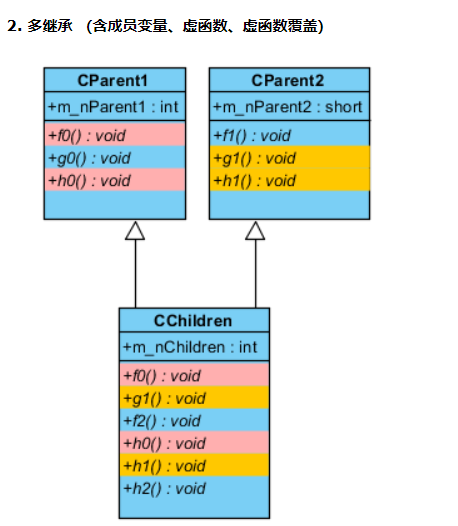 2. 多继承 (含成员变量、虚函数、虚函数覆盖)
CParent1
+m_nParent1 : int
+f0() : void
+g0() : void
+h0() : void
CParent2
+m_nParent2 : short
+f1() : void
+g1() : void
+h1() : void
CChildren
+m_nChildren : int
+f0() : void
+g1() : void
+f2() : void
+h0() : void
+h1() : void
+h2() : void